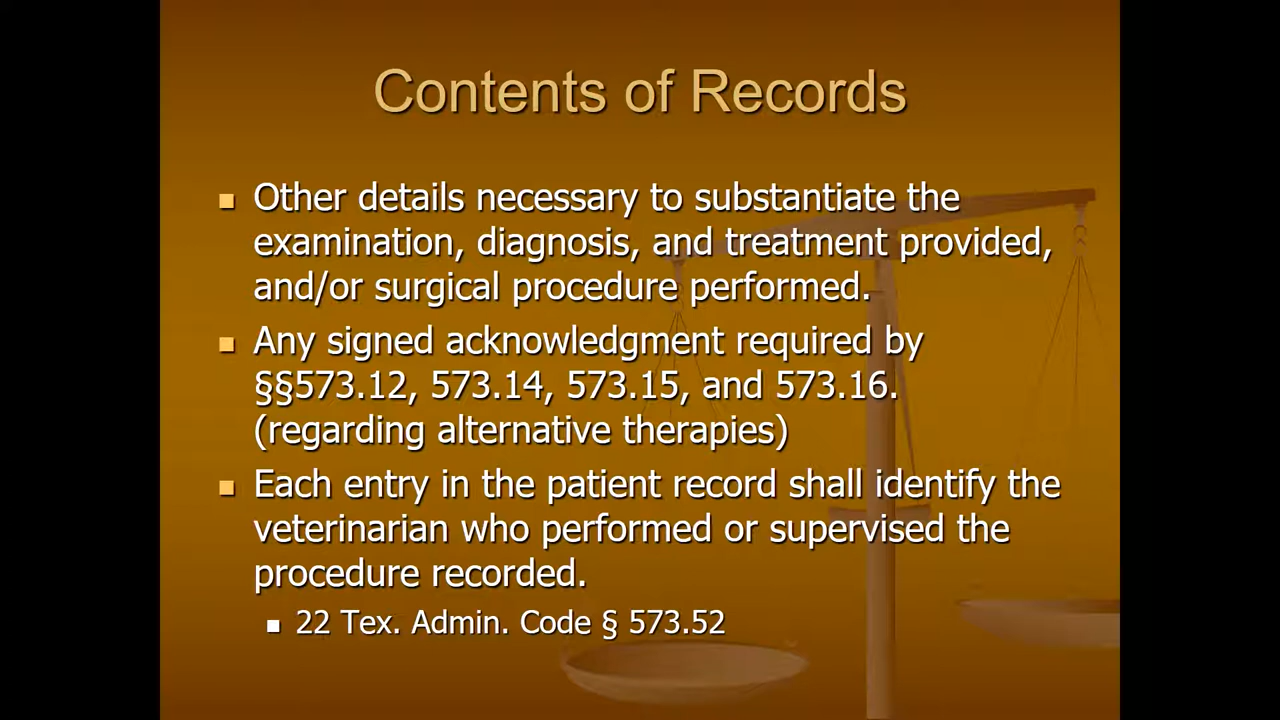 Contents of Records
Other details necessary to substantiate the
examination, diagnosis, and treatment provided,
and/or surgical procedure performed.
Any signed acknowledgment required by
§§573.12, 573.14, 573.15, and 573.16.
(regarding alternative therapies)
Each entry in the patient record shall identify the
veterinarian who performed or supervised the
procedure recorded.
22 Tex. Admin. Code § 573.52